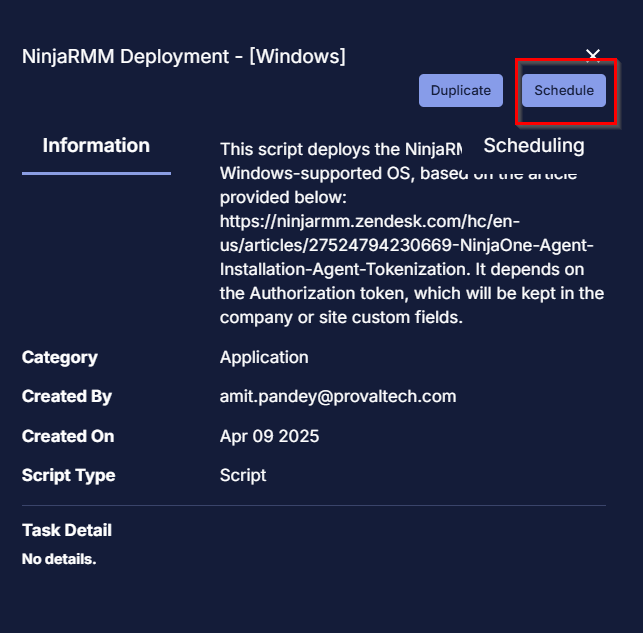 NinjaRMM Deployment - [Windows]
Duplicate
Schedule
Information
Scheduling
This script deploys the
Windows-supported OS, based on the article
provided below:
https://ninjarmm.zendesk.com/hc/en-
us/articles/27524794230669-NinjaOne-Agent-
Installation-Agent-Tokenization. It depends on
the Authorization token, which will be kept in the
company or site custom fields.
Category
Application
Created By
amit.pandey@provaltech.com
Created On
Apr 09 2025
Script Type
Script
Task Detail
No details.